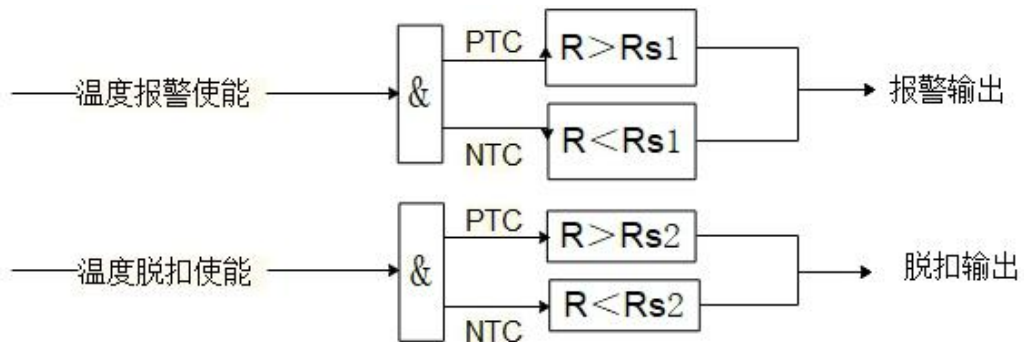 PTC
R＞Rs1
温度报警使能
&
报警输出
R＜Rs1
NTC
PTC
R＞Rs2
温度脱扣使能
&
脱扣输出
R＜Rs2
NTC